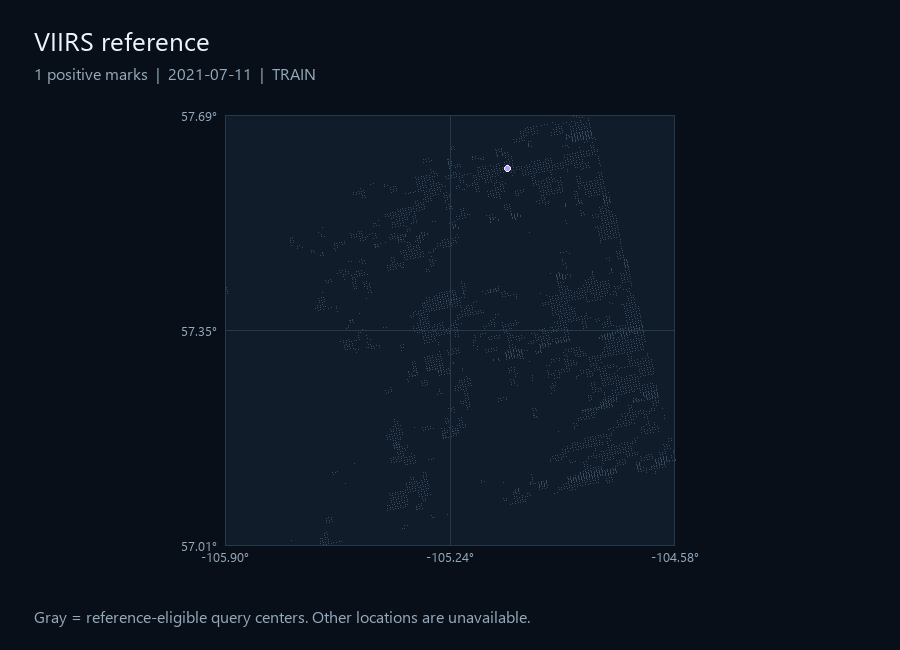 VIIRS reference
1 positive marks | 2021-07-11 | TRAIN
57.69°
57.35°
57.01°
-105.90°
-105.24°
-104.58°
Gray = reference-eligible query centers. Other locations are unavailable.